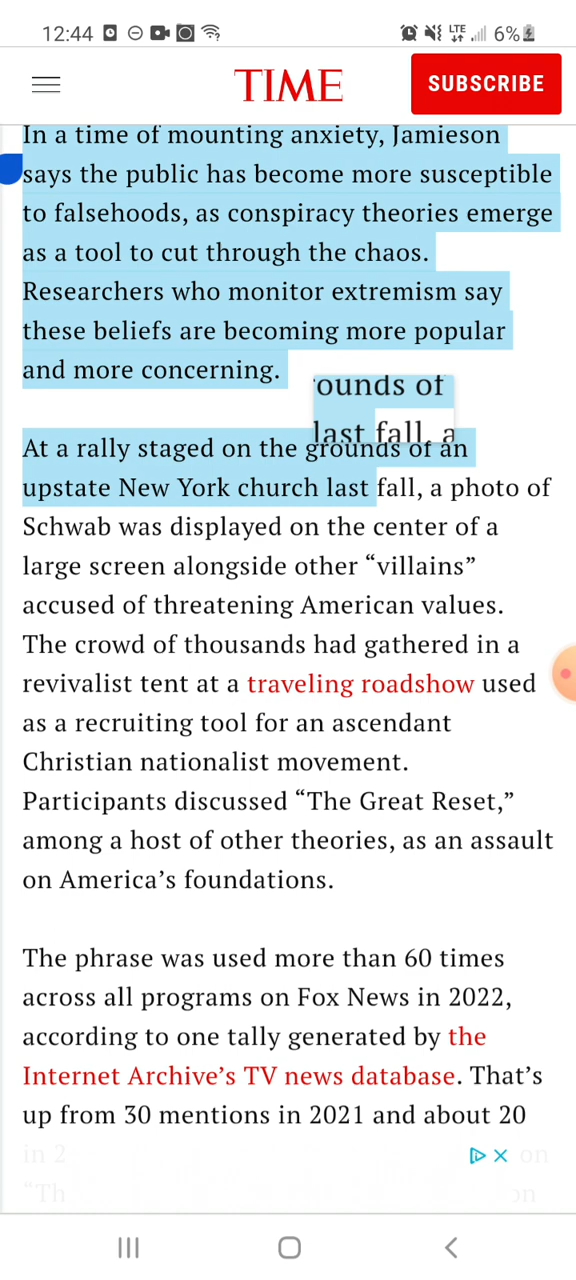 12:44
LTE 6%
TIME
SUBSCRIBE
In a time of mounting anxiety, Jamieson
says the public has become more susceptible
to falsehoods, as conspiracy theories emerge
as a tool to cut through the chaos.
Researchers who monitor extremism say
these beliefs are becoming more popular
and more concerning.
ounds of
last fall, a
At a rally staged on the grounds of an
upstate New York church last fall, a photo of
Schwab was displayed on the center of a
large screen alongside other “villains”
accused of threatening American values.
The crowd of thousands had gathered in a
revivalist tent at a traveling roadshow used
as a recruiting tool for an ascendant
Christian nationalist movement.
Participants discussed “The Great Reset,”
among a host of other theories, as an assault
on America’s foundations.
The phrase was used more than 60 times
across all programs on Fox News in 2022,
according to one tally generated by the
Internet Archive’s TV news database. That’s
up from 30 mentions in 2021 and about 20
in 2 on
“Th on